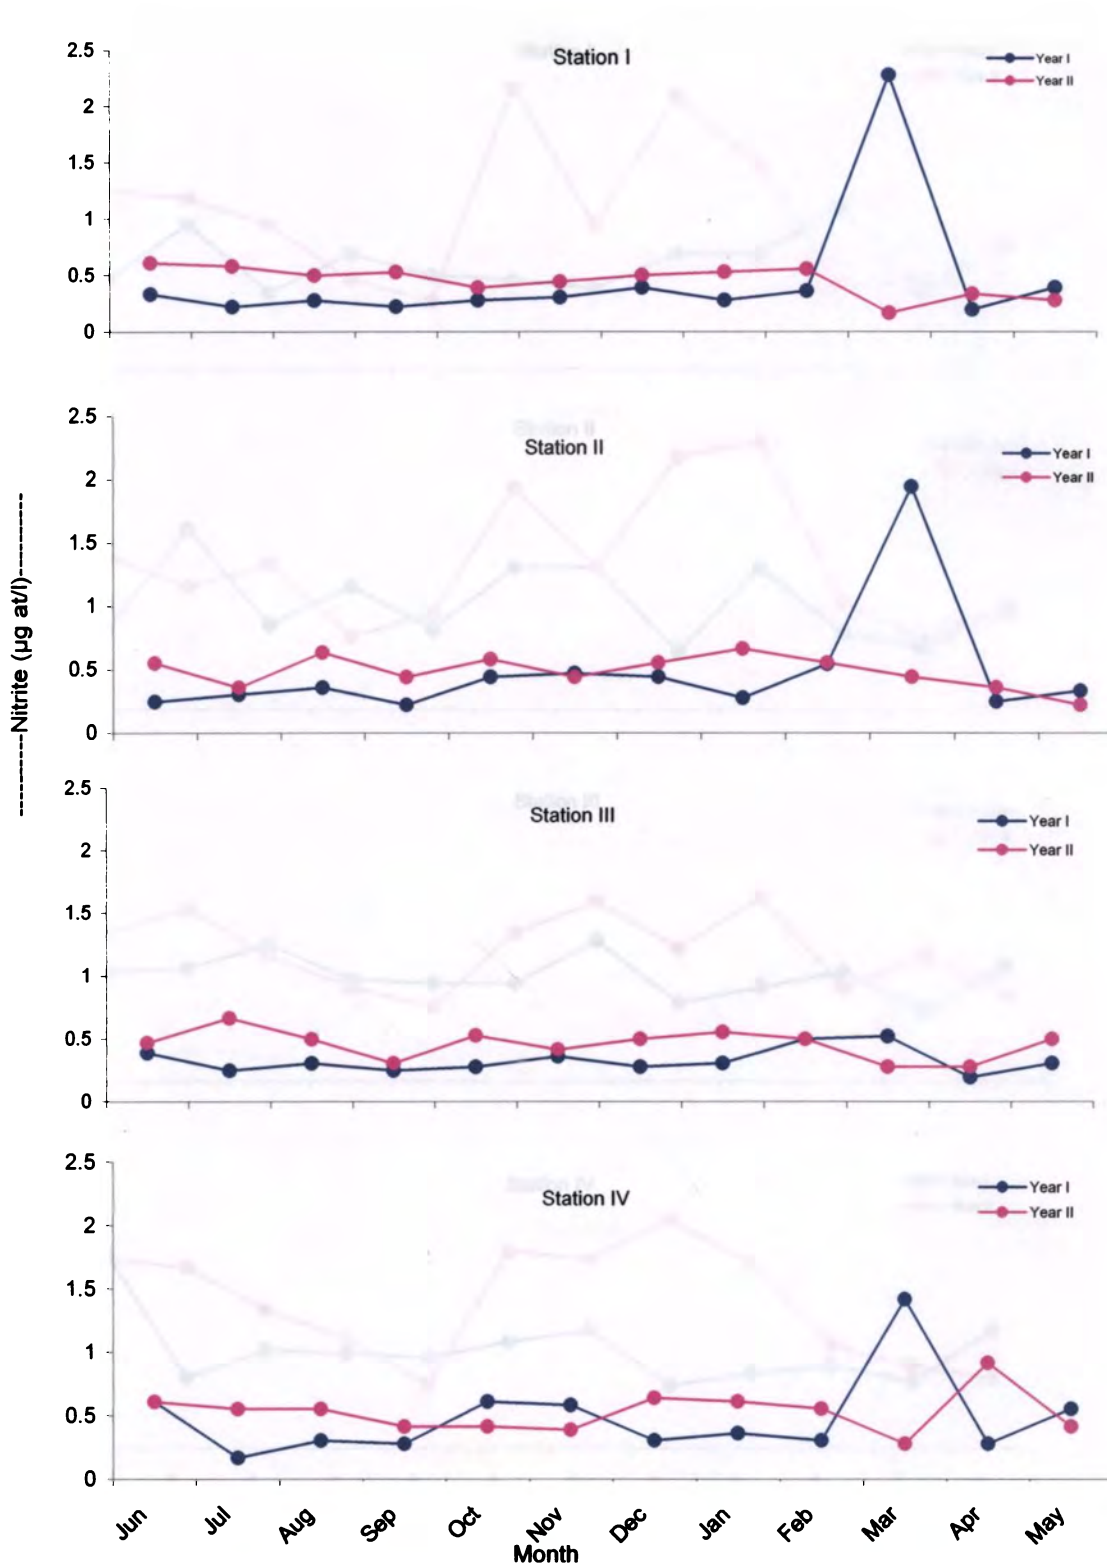 Station I
Year I
Year II
2.5
2
1.5
1
0.5
0
Station II
Year I
Year II
2.5
2
1.5
1
0.5
0
----------Nitrite (µg at/l)----------
Station III
Year I
Year II
2.5
2
1.5
1
0.5
0
Station IV
Year I
Year II
2.5
2
1.5
1
0.5
0
Jun Jul Aug Sep Oct Nov Dec Jan Feb Mar Apr May
Month